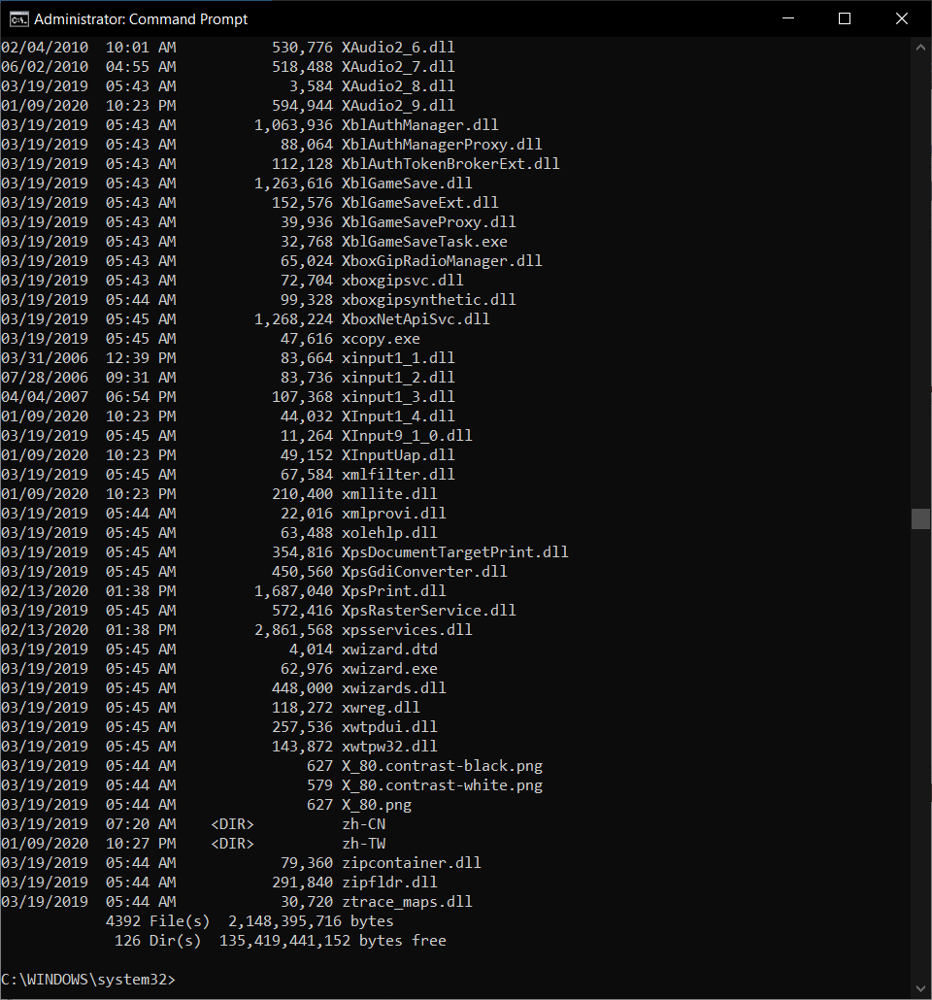 Administrator: Command Prompt
02/04/2010  10:01 AM           530,776 XAudio2_6.dll
06/02/2010  04:55 AM           518,488 XAudio2_7.dll
03/19/2019  05:43 AM             3,584 XAudio2_8.dll
01/09/2020  10:23 PM           594,944 XAudio2_9.dll
03/19/2019  05:43 AM         1,063,936 XblAuthManager.dll
03/19/2019  05:43 AM            88,064 XblAuthManagerProxy.dll
03/19/2019  05:43 AM           112,128 XblAuthTokenBrokerExt.dll
03/19/2019  05:43 AM         1,263,616 XblGameSave.dll
03/19/2019  05:43 AM           152,576 XblGameSaveExt.dll
03/19/2019  05:43 AM            39,936 XblGameSaveProxy.dll
03/19/2019  05:43 AM            32,768 XblGameSaveTask.exe
03/19/2019  05:43 AM            65,024 XboxGipRadioManager.dll
03/19/2019  05:43 AM            72,704 xboxgipsvc.dll
03/19/2019  05:44 AM            99,328 xboxgipsynthetic.dll
03/19/2019  05:45 AM         1,268,224 XboxNetApiSvc.dll
03/19/2019  05:45 AM            47,616 xcopy.exe
03/31/2006  12:39 PM            83,664 xinput1_1.dll
07/28/2006  09:31 AM            83,736 xinput1_2.dll
04/04/2007  06:54 PM           107,368 xinput1_3.dll
01/09/2020  10:23 PM            44,032 XInput1_4.dll
03/19/2019  05:45 AM            11,264 XInput9_1_0.dll
01/09/2020  10:23 PM            49,152 XInputUap.dll
03/19/2019  05:45 AM            67,584 xmlfilter.dll
01/09/2020  10:23 PM           210,400 xmllite.dll
03/19/2019  05:44 AM            22,016 xmlprovi.dll
03/19/2019  05:45 AM            63,488 xolehlp.dll
03/19/2019  05:45 AM           354,816 XpsDocumentTargetPrint.dll
03/19/2019  05:45 AM           450,560 XpsGdiConverter.dll
02/13/2020  01:38 PM         1,687,040 XpsPrint.dll
03/19/2019  05:45 AM           572,416 XpsRasterService.dll
02/13/2020  01:38 PM         2,861,568 xpsservices.dll
03/19/2019  05:45 AM             4,014 xwizard.dtd
03/19/2019  05:45 AM            62,976 xwizard.exe
03/19/2019  05:45 AM           448,000 xwizards.dll
03/19/2019  05:45 AM           118,272 xwreg.dll
03/19/2019  05:45 AM           257,536 xwtpdui.dll
03/19/2019  05:45 AM           143,872 xwtpw32.dll
03/19/2019  05:44 AM               627 X_80.contrast-black.png
03/19/2019  05:44 AM               579 X_80.contrast-white.png
03/19/2019  05:44 AM               627 X_80.png
03/19/2019  07:20 AM    <DIR>          zh-CN
01/09/2020  10:27 PM    <DIR>          zh-TW
03/19/2019  05:44 AM            79,360 zipcontainer.dll
03/19/2019  05:44 AM           291,840 zipfldr.dll
03/19/2019  05:44 AM            30,720 ztrace_maps.dll
            4392 File(s)  2,148,395,716 bytes
             126 Dir(s)  135,419,441,152 bytes free
C:\WINDOWS\system32>